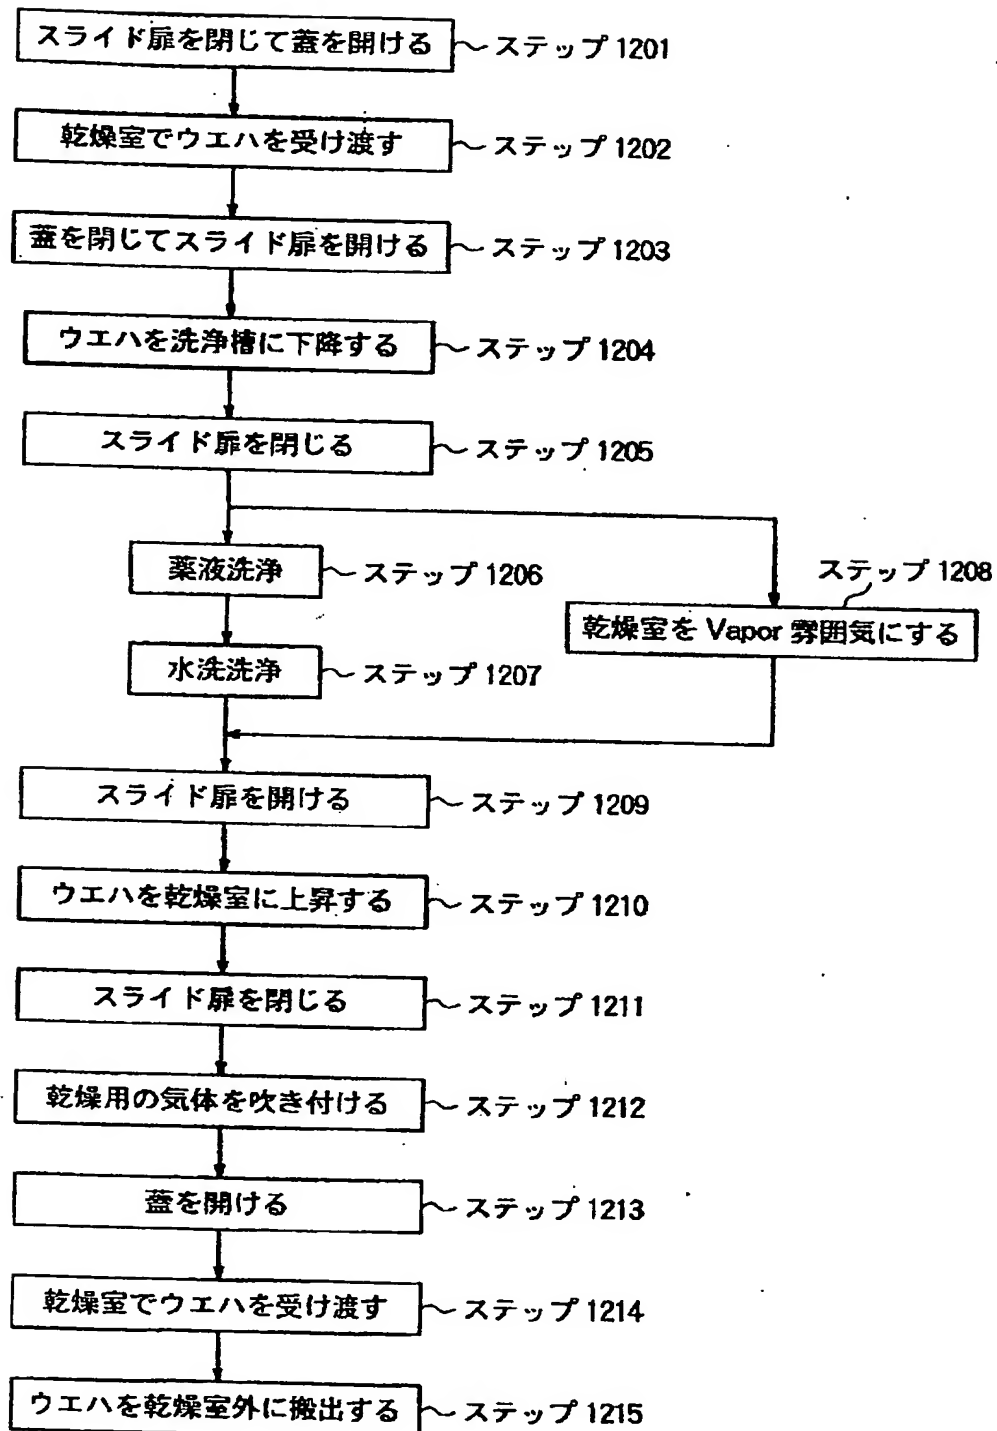 スライド扉を閉じて蓋を開ける ステップ 1201
乾燥室でウエハを受け渡す ステップ 1202
蓋を閉じてスライド扉を開ける ステップ 1203
ウエハを洗浄槽に下降する ステップ 1204
スライド扉を閉じる ステップ 1205
薬液洗浄 ステップ 1206
ステップ 1208
乾燥室を Vapor 雰囲気にする
水洗洗浄 ステップ 1207
スライド扉を開ける ステップ 1209
ウエハを乾燥室に上昇する ステップ 1210
スライド扉を閉じる ステップ 1211
乾燥用の気体を吹き付ける ステップ 1212
蓋を開ける ステップ 1213
乾燥室でウエハを受け渡す ステップ 1214
ウエハを乾燥室外に搬出する ステップ 1215